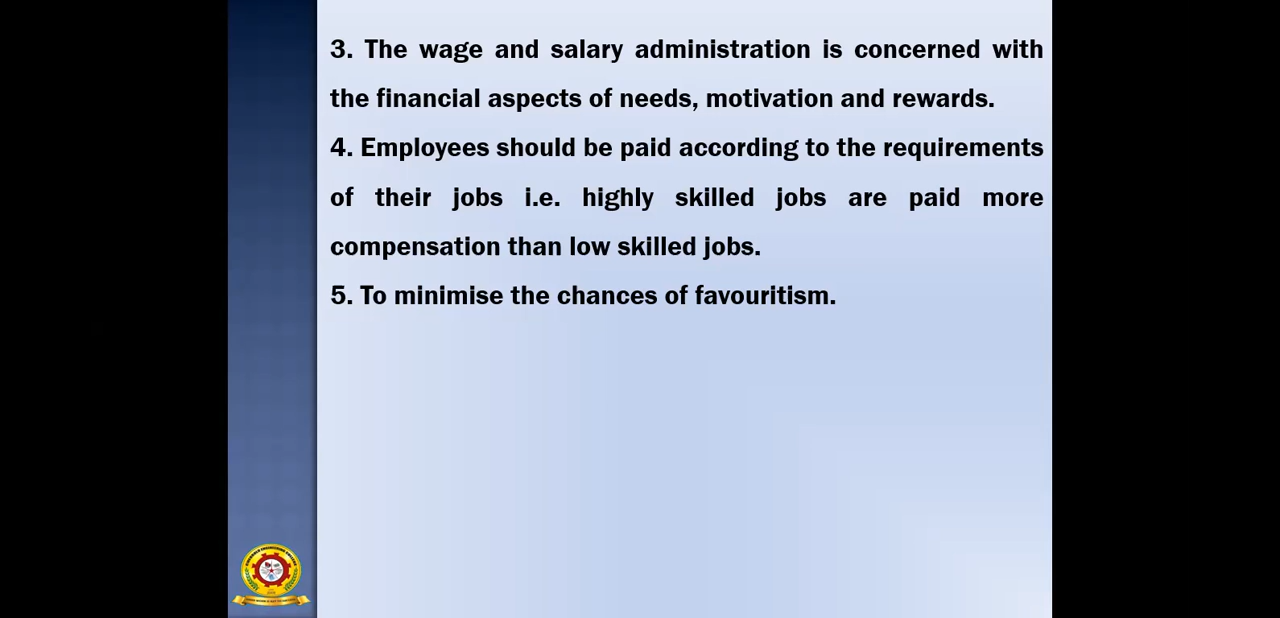 3. The wage and salary administration is concerned with
the financial aspects of needs, motivation and rewards.
4. Employees should be paid according to the requirements
of their jobs i.e. highly skilled jobs are paid more
compensation than low skilled jobs.
5. To minimise the chances of favouritism.